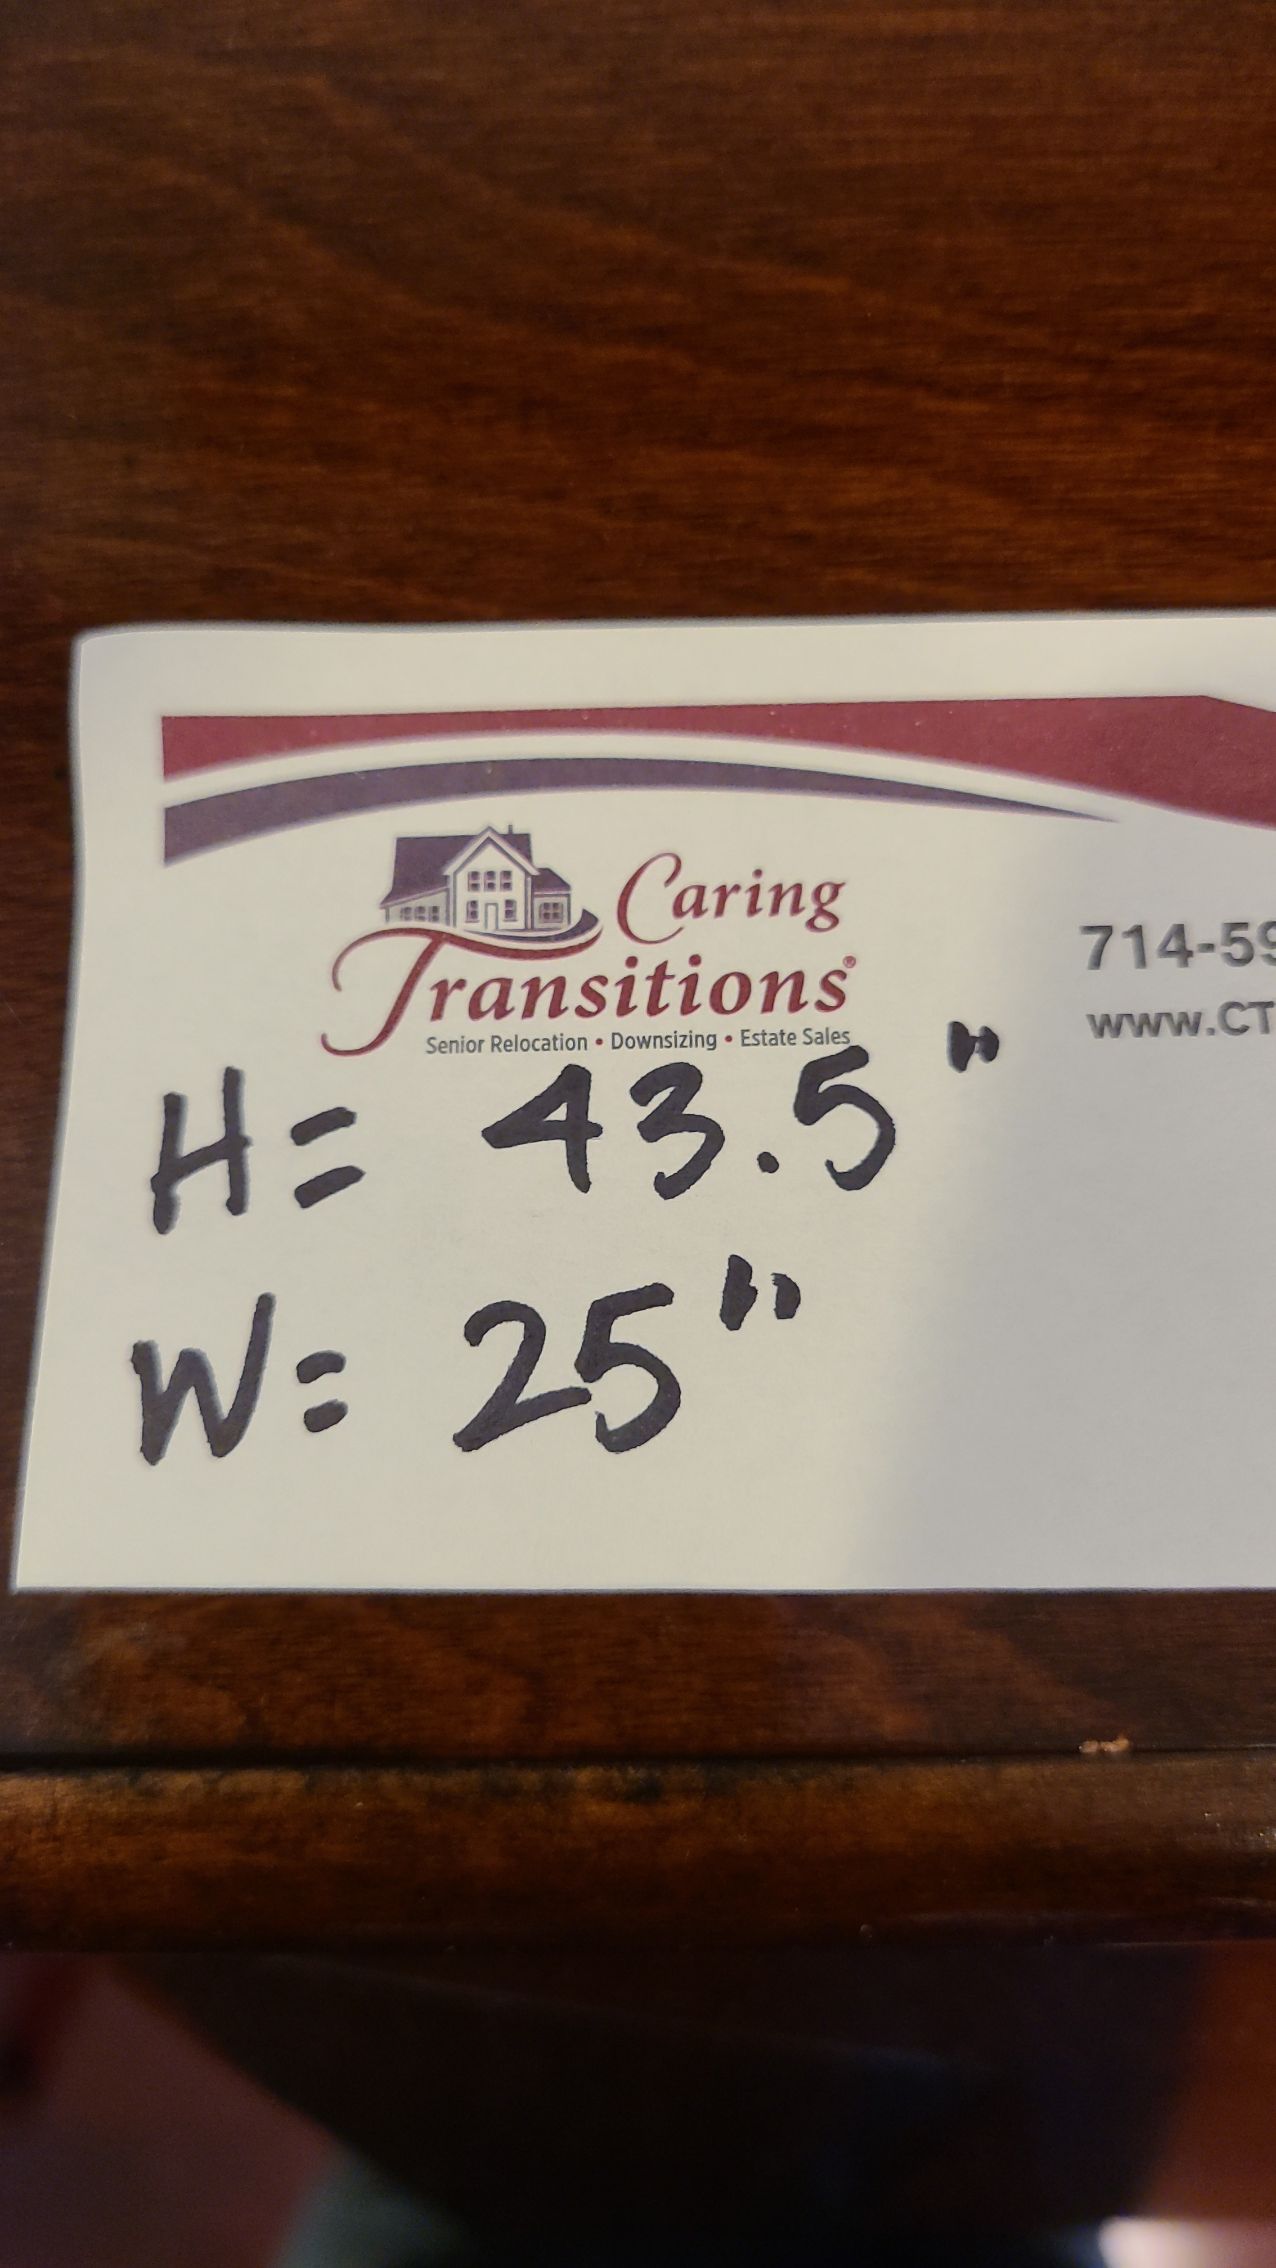 Caring
Transitions®
Senior Relocation • Downsizing • Estate Sales
714-59
www.CT
H= 43.5"
W= 25"